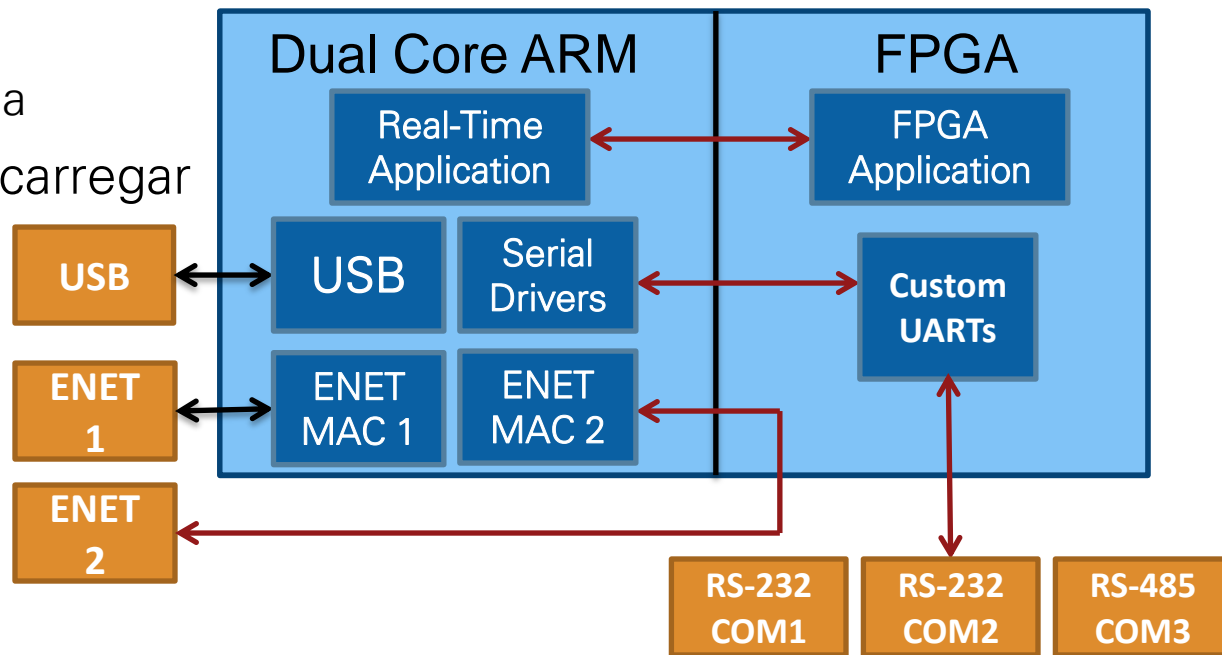 Dual Core ARM
FPGA
a
carregar
Real-Time
Application
FPGA
Application
USB
USB
Serial
Drivers
Custom
UARTs
ENET
1
ENET
MAC 1
ENET
MAC 2
ENET
2
RS-232
COM1
RS-232
COM2
RS-485
COM3